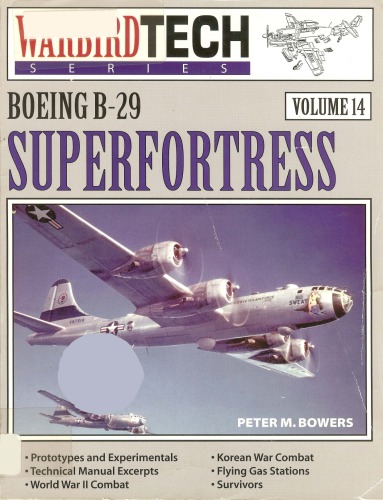 WARBIRDTECH
SERIES
BOEING B-29
VOLUME 14
SUPERFORTRESS
PETER M. BOWERS
• Prototypes and Experimentals
• Technical Manual Excerpts
• World War II Combat
• Korean War Combat
• Flying Gas Stations
• Survivors